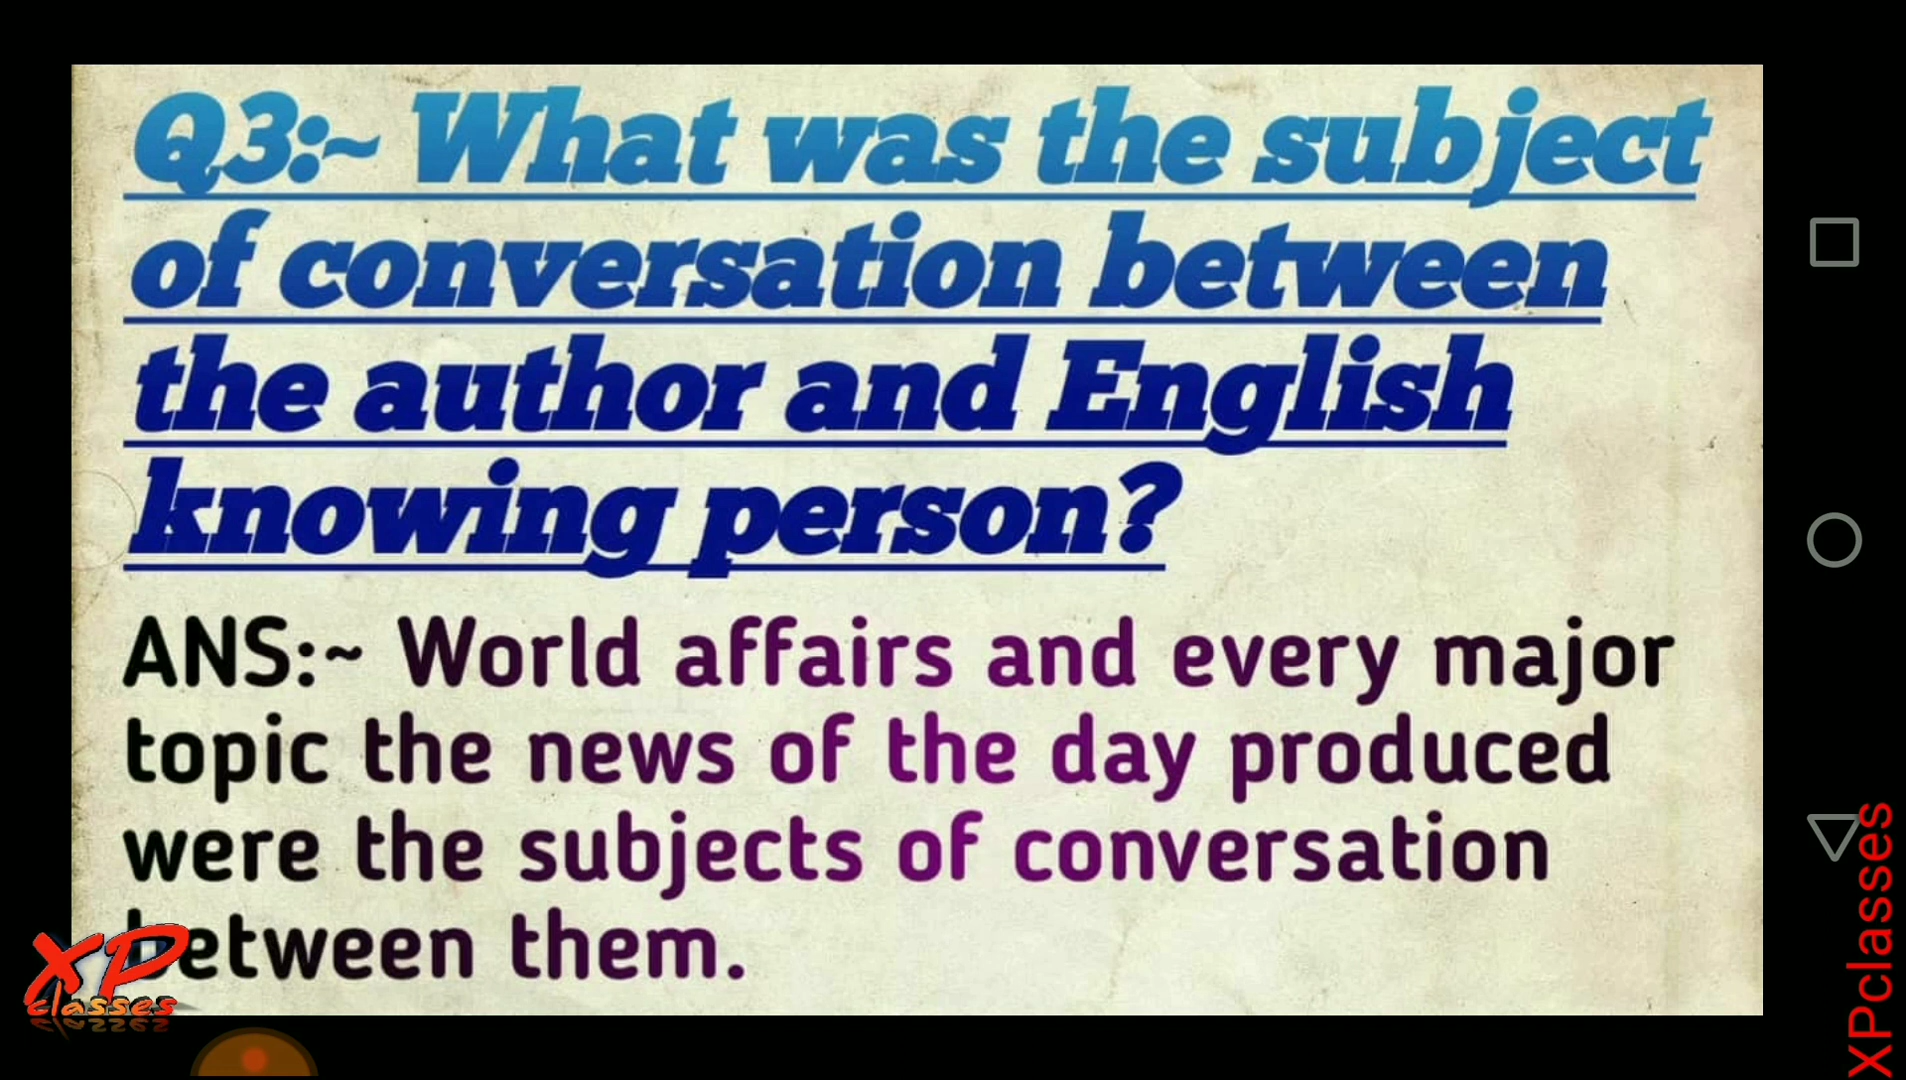 Q3:~ What was the subject
of conversation between
the author and English
knowing person?
ANS:~ World affairs and every major
topic the news of the day produced
were the subjects of conversation
between them.
XP
classes
XPclasses